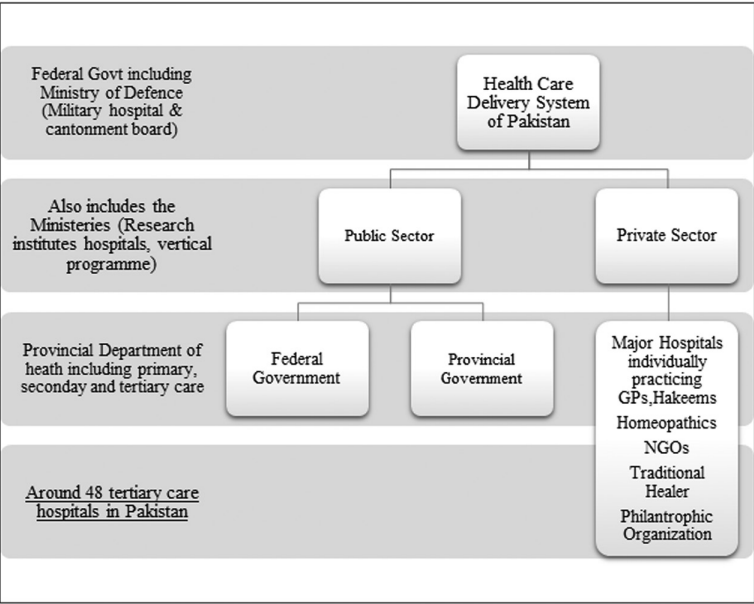 Federal Govt including
Ministry of Defence
(Military hospital &
cantonment board)
Health Care
Delivery System
of Pakistan
Also includes the
Ministeries (Research
institutes hospitals, vertical
programme)
Public Sector
Private Sector
Provincial Department of
heath including primary,
seconday and tertiary care
Federal
Government
Provincial
Government
Major Hospitals
individually
practicing
GPs,Hakeems
Homeopathics
NGOs
Traditional
Healer
Philantrophic
Organization
Around 48 tertiary care
hospitals in Pakistan